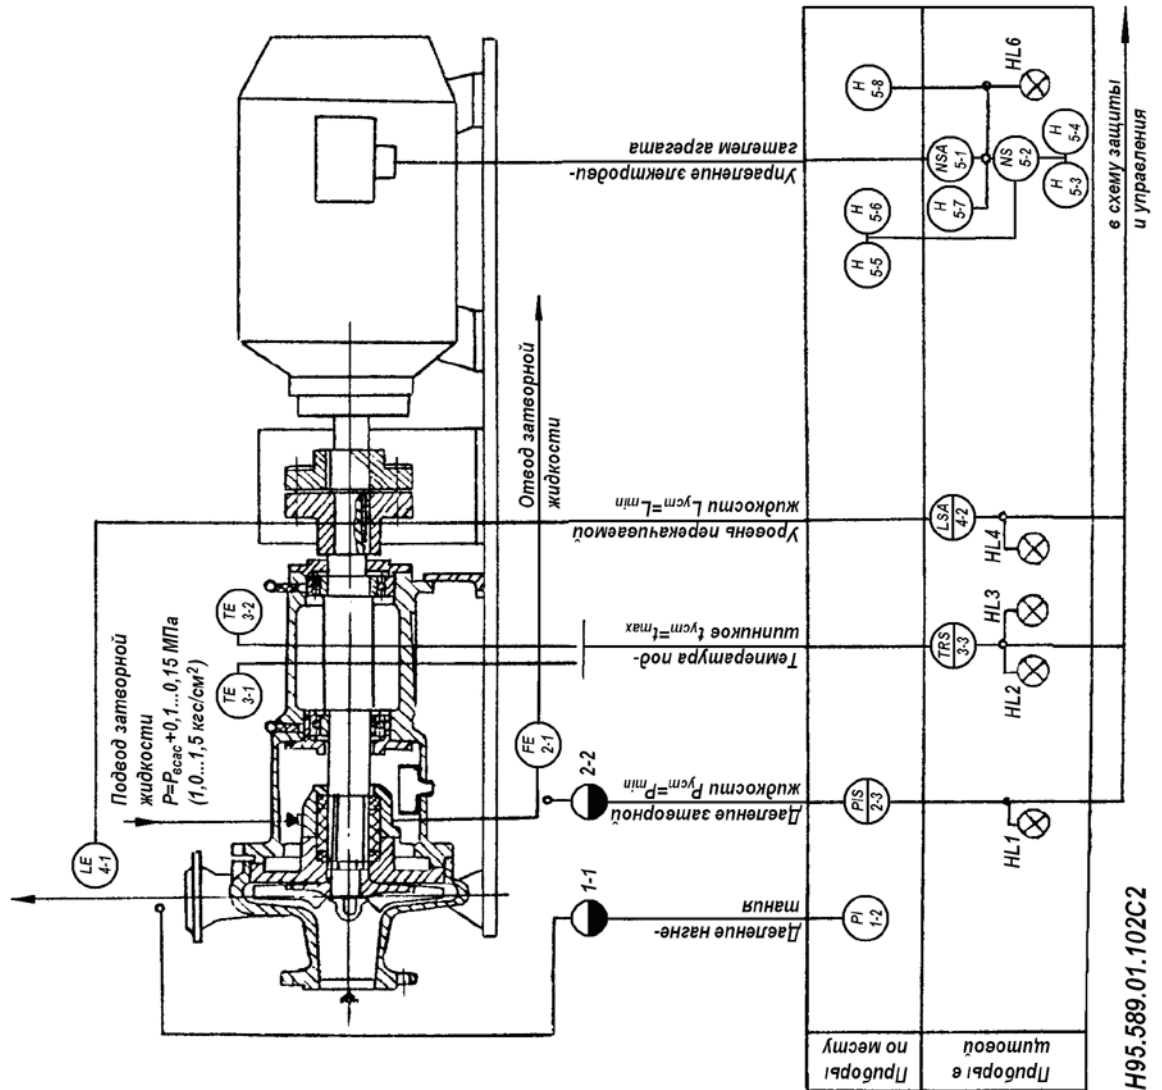 Подвод затворной
жидкости
P=Pвсас+0,1...0,15 МПа
(1,0...1,5 кгс/см²)
LE
4-1
TE
3-1
TE
3-2
FE
2-1
Отвод затворной
жидкости
1-1
2-2
Давление нагне-
тания
Давление затворной
жидкости Pуст=Pmin
Температура под-
шипников tуст=tmax
Уровень перекачиваемой
жидкости Lуст=Lmin
Управление электродви-
гателем агрегата
Приборы
по месту
Приборы в
щитовой
PI
1-2
PIS
2-3
TRS
3-3
LSA
4-2
H
5-5
H
5-6
H
5-8
H
5-7
NSA
5-1
NS
5-2
H
5-3
H
5-4
HL1
HL2
HL3
HL4
HL6
в схему защиты
и управления
Н95.589.01.102С2